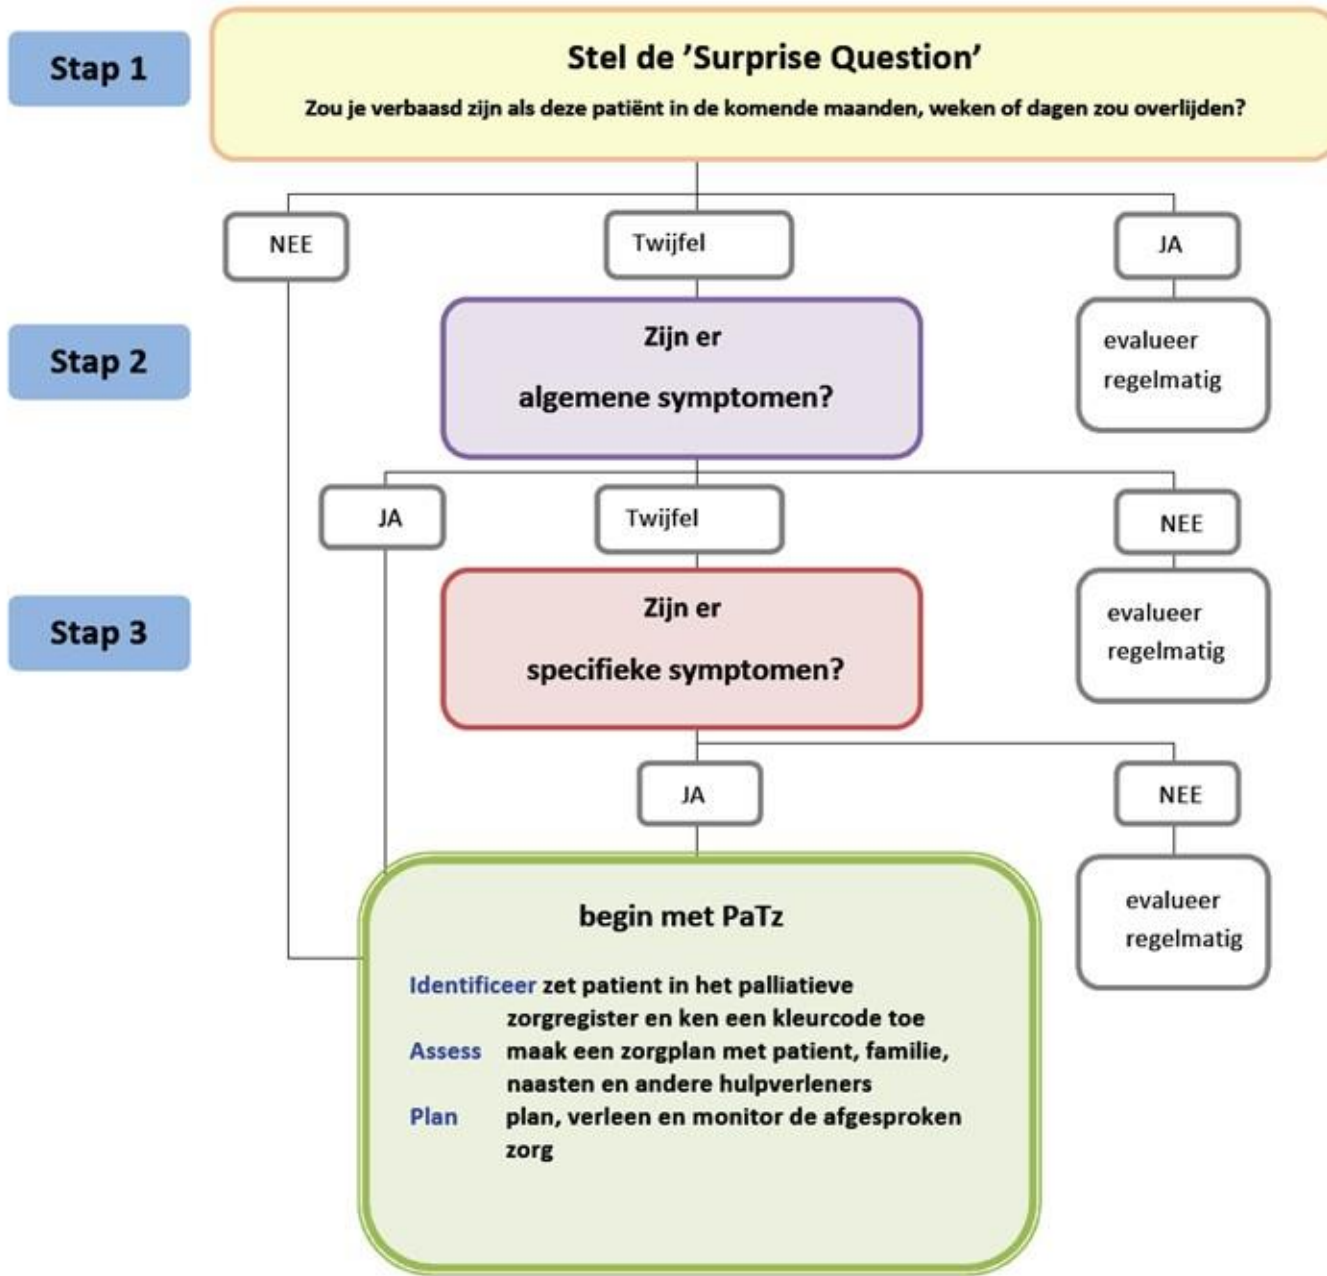 Stap 1
Stel de ’Surprise Question’
Zou je verbaasd zijn als deze patiënt in de komende maanden, weken of dagen zou overlijden?
NEE
Twijfel
JA
Stap 2
Zijn er
algemene symptomen?
evalueer
regelmatig
JA
Twijfel
NEE
Stap 3
Zijn er
specifieke symptomen?
evalueer
regelmatig
JA
NEE
evalueer
regelmatig
begin met PaTz
Identificeer zet patient in het palliatieve
zorgregister en ken een kleurcode toe
Assess maak een zorgplan met patient, familie,
naasten en andere hulpverleners
Plan plan, verleen en monitor de afgesproken
zorg